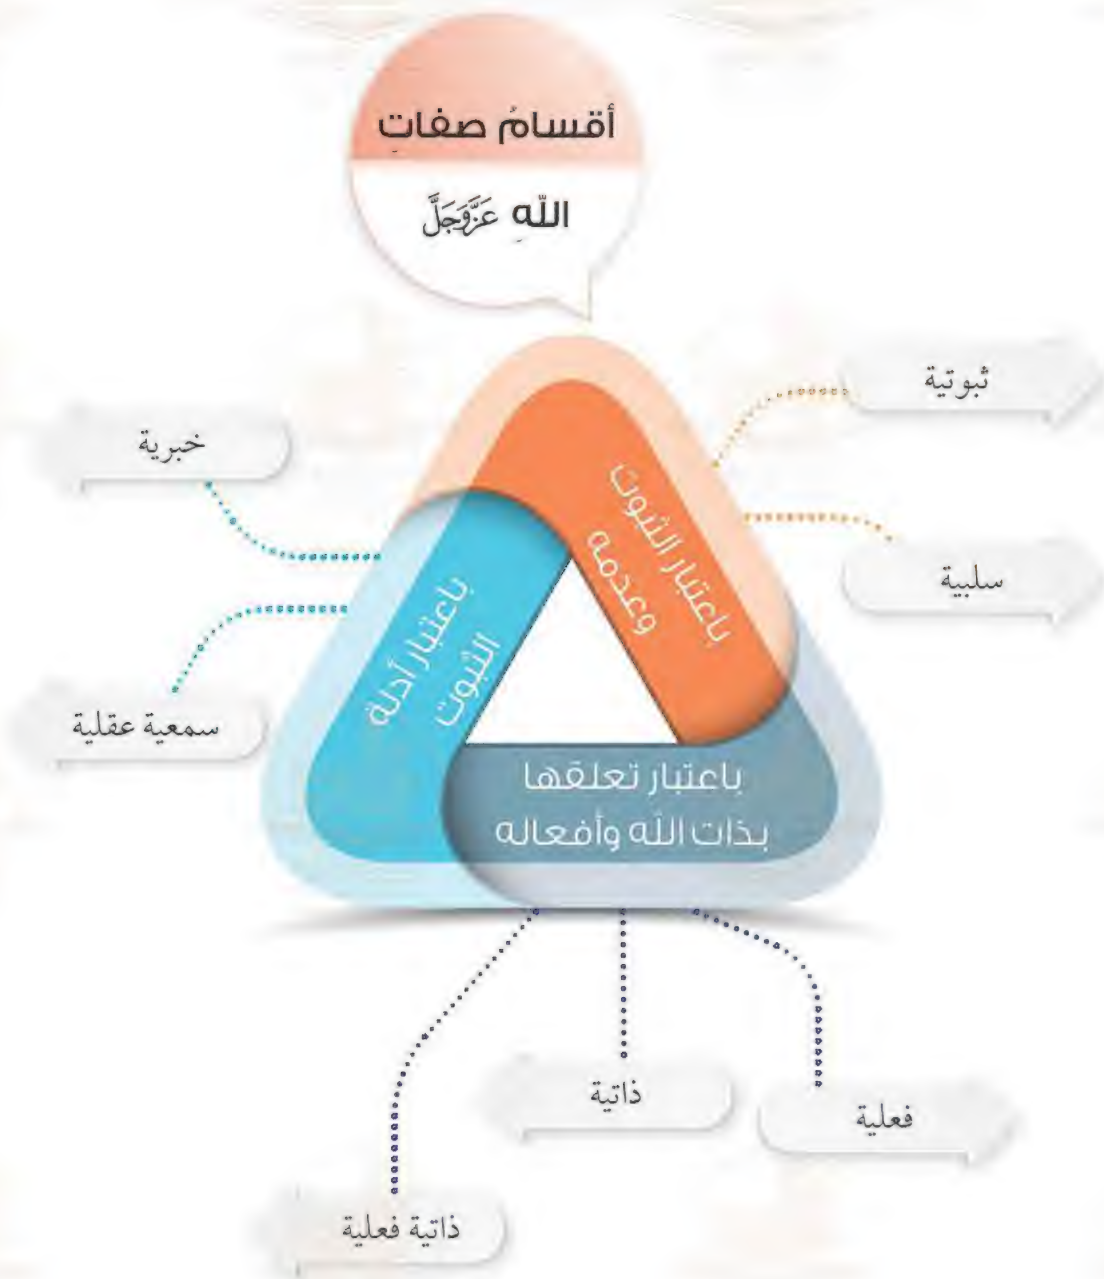 أقسامُ صفاتِ
اللهِ عَزَّوَجَلَّ
باعتبار الثبوت
وعدمه
ثبوتية
سلبية
باعتبار تعلقها
بذات الله وأفعاله
فعلية
ذاتية
ذاتية فعلية
باعتبار أدلة
الثبوت
خبرية
سمعية عقلية